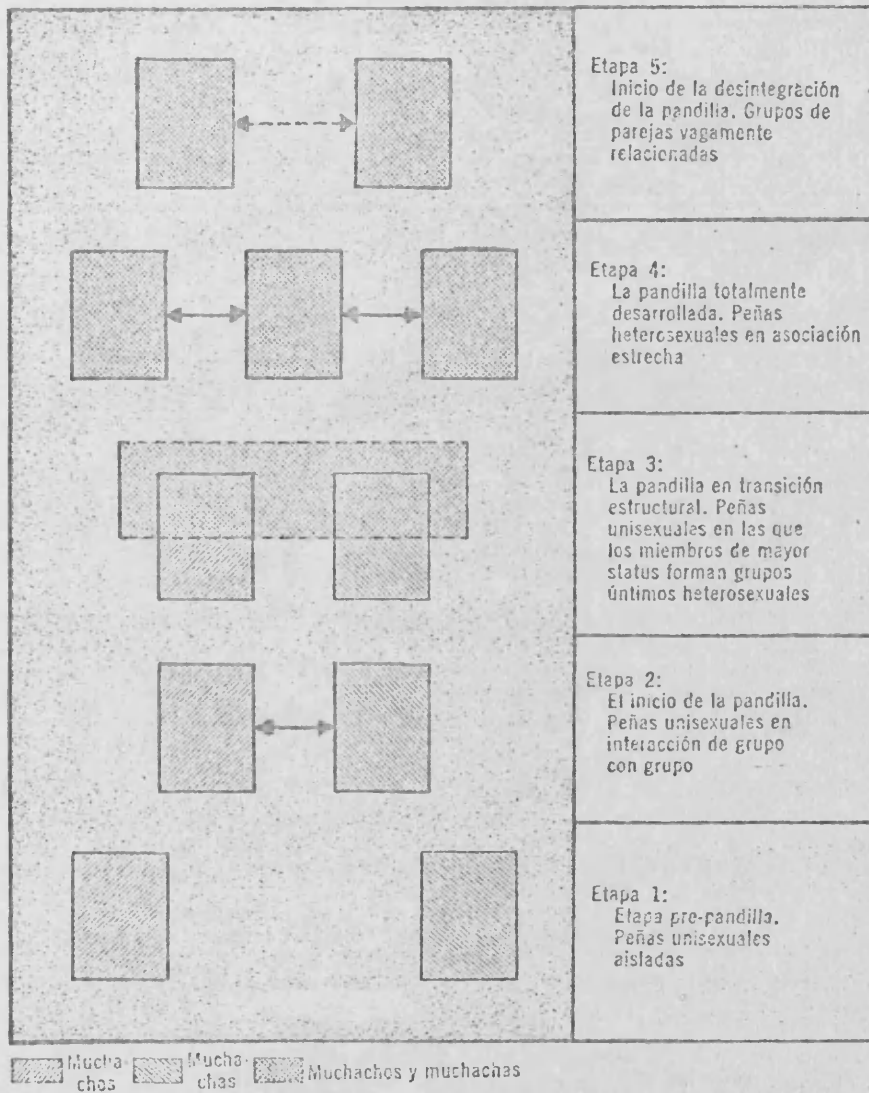 Etapa 5:
Inicio de la desintegración
de la pandilla. Grupos de
parejas vagamente
relacionadas
Etapa 4:
La pandilla totalmente
desarrollada. Peñas
heterosexuales en asociación
estrecha
Etapa 3:
La pandilla en transición
estructural. Peñas
unisexuales en las que
los miembros de mayor
status forman grupos
úntimos heterosexuales
Etapa 2:
El inicio de la pandilla.
Peñas unisexuales en
interacción de grupo
con grupo
Etapa 1:
Etapa pre-pandilla.
Peñas unisexuales
aisladas
Mucha-
chos
Mucha-
chas
Muchachos y muchachas